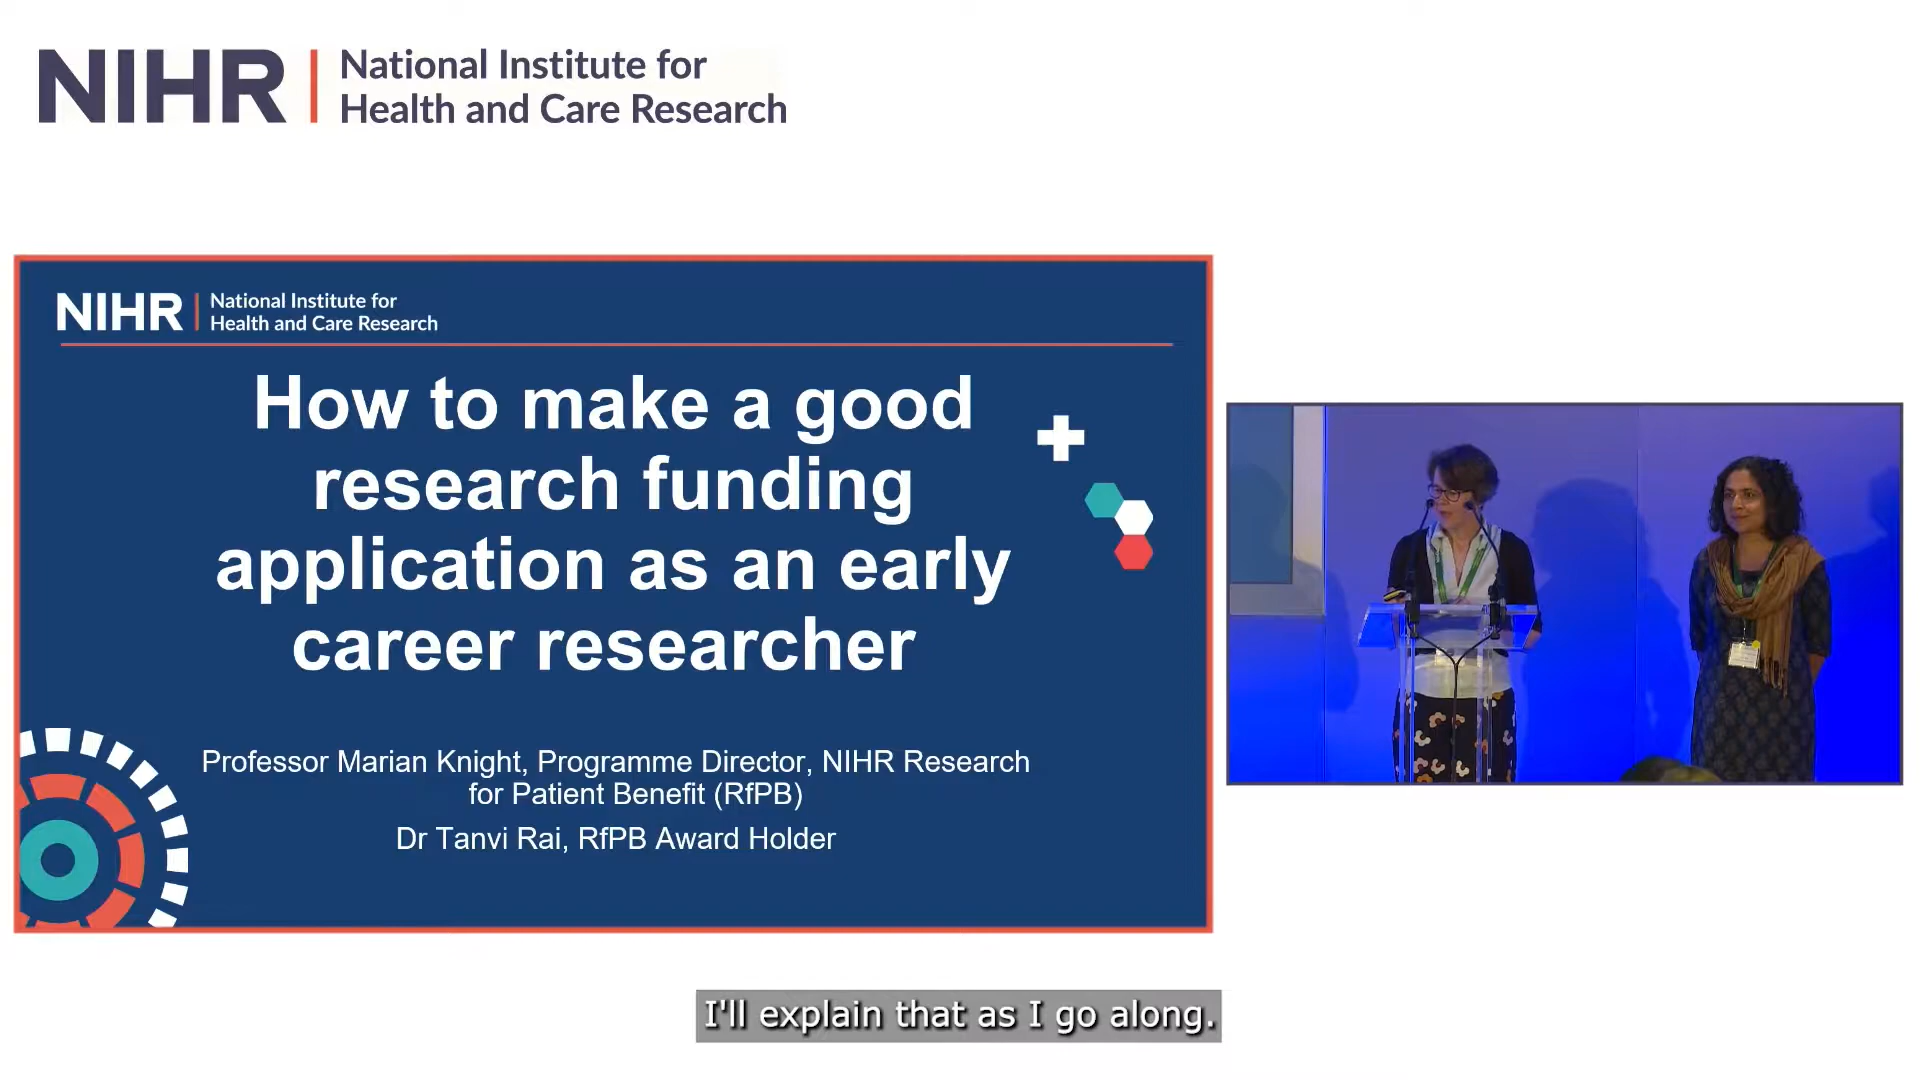 NIHR | National Institute for
Health and Care Research
NIHR | National Institute for
Health and Care Research
How to make a good
research funding
application as an early
career researcher
Professor Marian Knight, Programme Director, NIHR Research
for Patient Benefit (RfPB)
Dr Tanvi Rai, RfPB Award Holder
I'll explain that as I go along.